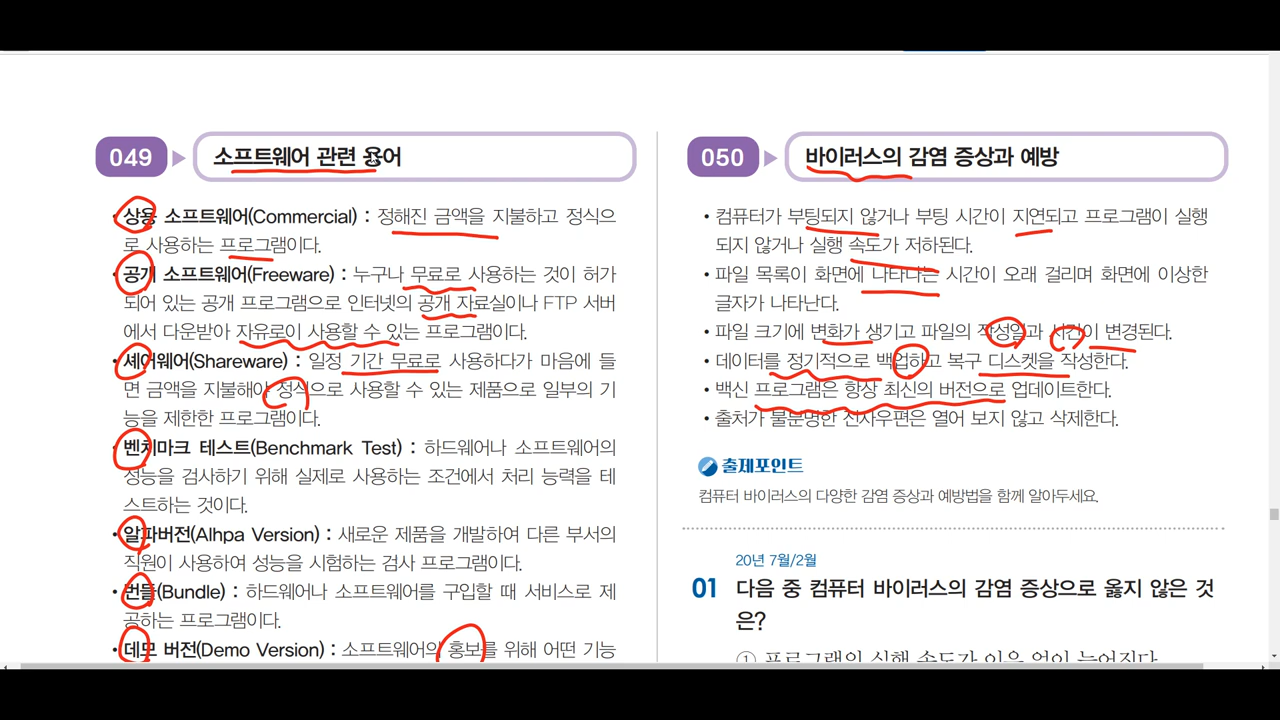 049 소프트웨어 관련 용어
• 상용 소프트웨어(Commercial) : 정해진 금액을 지불하고 정식으
로 사용하는 프로그램이다.
• 공개 소프트웨어(Freeware) : 누구나 무료로 사용하는 것이 허가
되어 있는 공개 프로그램으로 인터넷의 공개 자료실이나 FTP 서버
에서 다운받아 자유로이 사용할 수 있는 프로그램이다.
• 셰어웨어(Shareware) : 일정 기간 무료로 사용하다가 마음에 들
면 금액을 지불해야 정식으로 사용할 수 있는 제품으로 일부의 기
능을 제한한 프로그램이다.
• 벤치마크 테스트(Benchmark Test) : 하드웨어나 소프트웨어의
성능을 검사하기 위해 실제로 사용하는 조건에서 처리 능력을 테
스트하는 것이다.
• 알파버전(Alhpa Version) : 새로운 제품을 개발하여 다른 부서의
직원이 사용하여 성능을 시험하는 검사 프로그램이다.
• 번들(Bundle) : 하드웨어나 소프트웨어를 구입할 때 서비스로 제
공하는 프로그램이다.
• 데모 버전(Demo Version) : 소프트웨어의 홍보를 위해 어떤 기능
050 바이러스의 감염 증상과 예방
• 컴퓨터가 부팅되지 않거나 부팅 시간이 지연되고 프로그램이 실행
되지 않거나 실행 속도가 저하된다.
• 파일 목록이 화면에 나타나는 시간이 오래 걸리며 화면에 이상한
글자가 나타난다.
• 파일 크기에 변화가 생기고 파일의 작성일과 시간이 변경된다.
• 데이터를 정기적으로 백업하고 복구 디스켓을 작성한다.
• 백신 프로그램은 항상 최신의 버전으로 업데이트한다.
• 출처가 불분명한 전자우편은 열어 보지 않고 삭제한다.
출제포인트
컴퓨터 바이러스의 다양한 감염 증상과 예방법을 함께 알아두세요.
20년 7월/2월
01 다음 중 컴퓨터 바이러스의 감염 증상으로 옳지 않은 것
은?
① 프로그램의 실행 속도가 이유 없이 늦어진다.